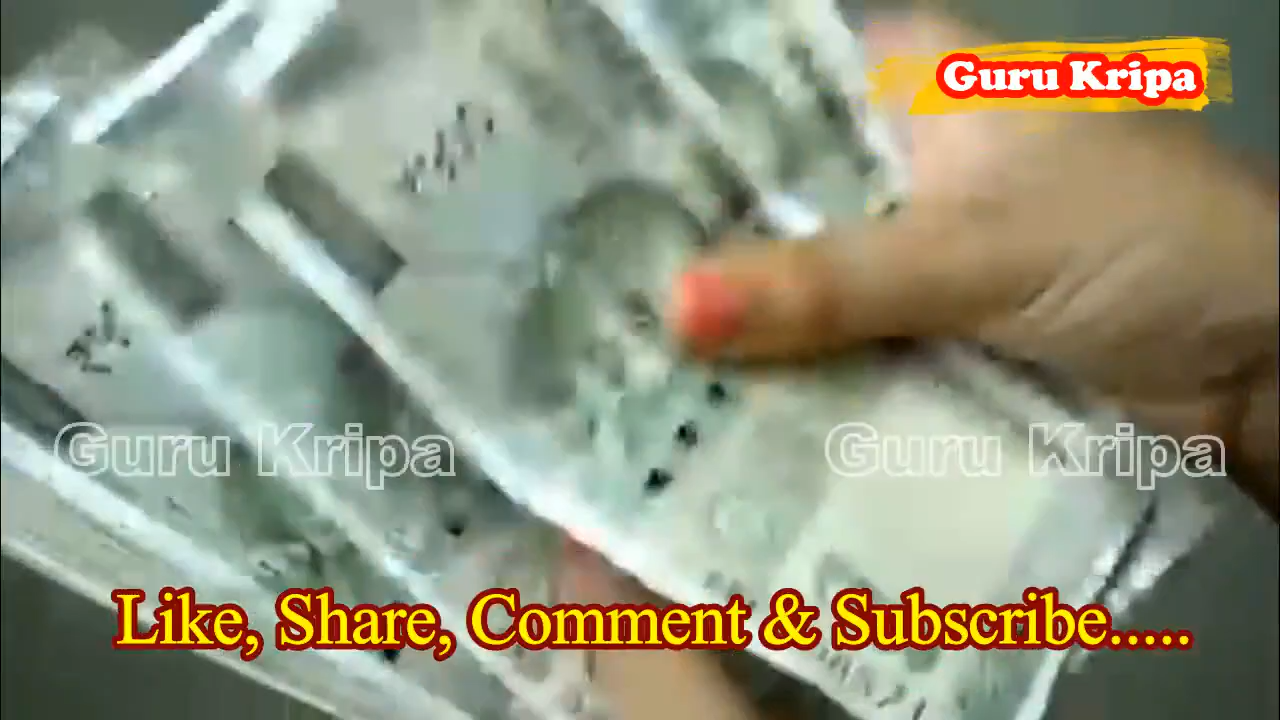 Guru Kripa
Guru Kripa Guru Kripa
Like, Share, Comment & Subscribe.....